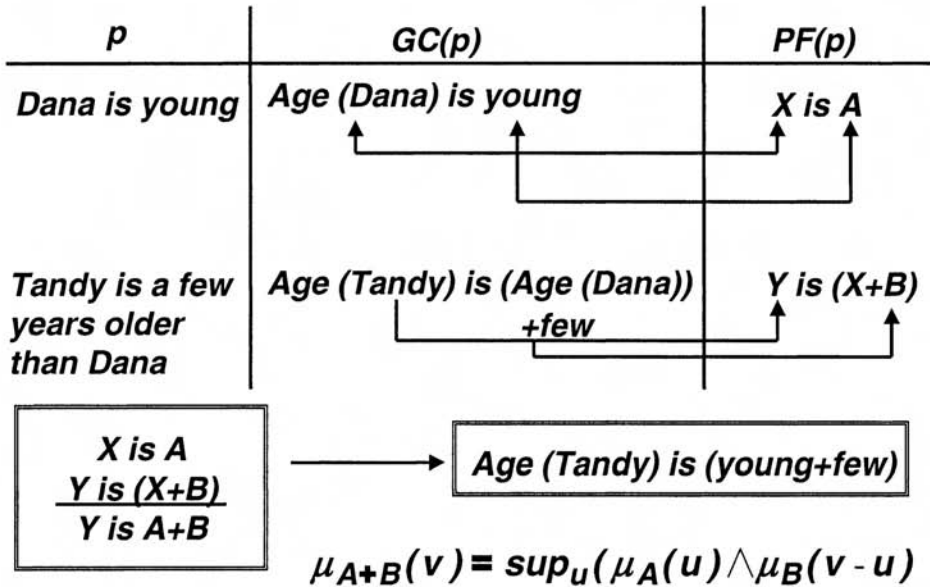 p GC(p) PF(p)
Dana is young Age (Dana) is young X is A
Tandy is a few Age (Tandy) is (Age (Dana)) Y is (X+B)
years older +few
than Dana
X is A
Y is (X+B)
Y is A+B
Age (Tandy) is (young+few)
μA+B(v) = supu(μA(u) ∧ μB(v - u)